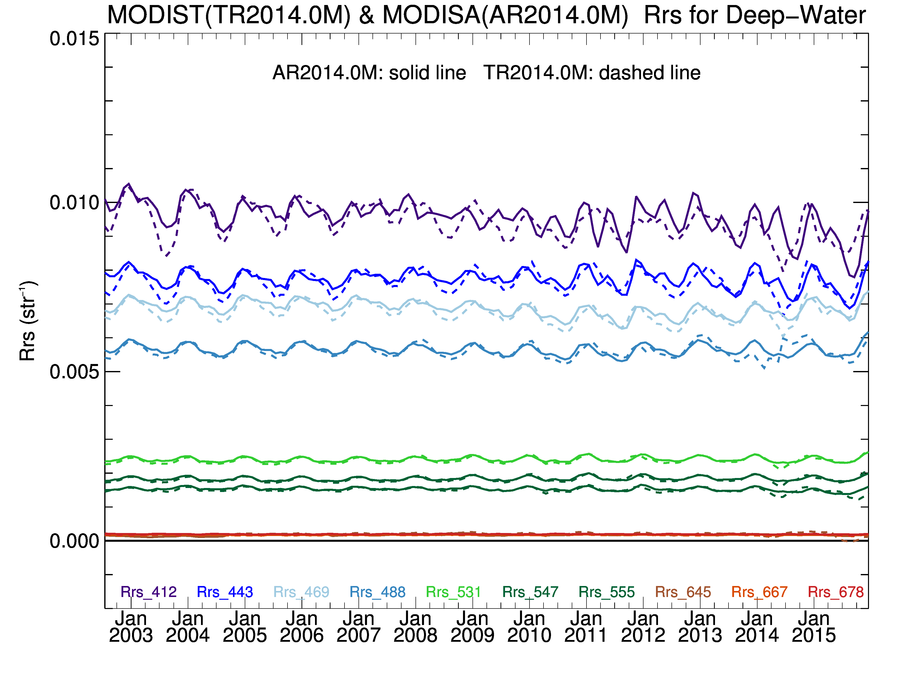 MODIST(TR2014.0M) & MODISA(AR2014.0M) Rrs for Deep−Water
0.015
AR2014.0M: solid line TR2014.0M: dashed line
0.010
Rrs (str⁻¹)
0.005
0.000
Rrs_412 Rrs_443 Rrs_469 Rrs_488 Rrs_531 Rrs_547 Rrs_555 Rrs_645 Rrs_667 Rrs_678
Jan Jan Jan Jan Jan Jan Jan Jan Jan Jan Jan Jan Jan
2003 2004 2005 2006 2007 2008 2009 2010 2011 2012 2013 2014 2015